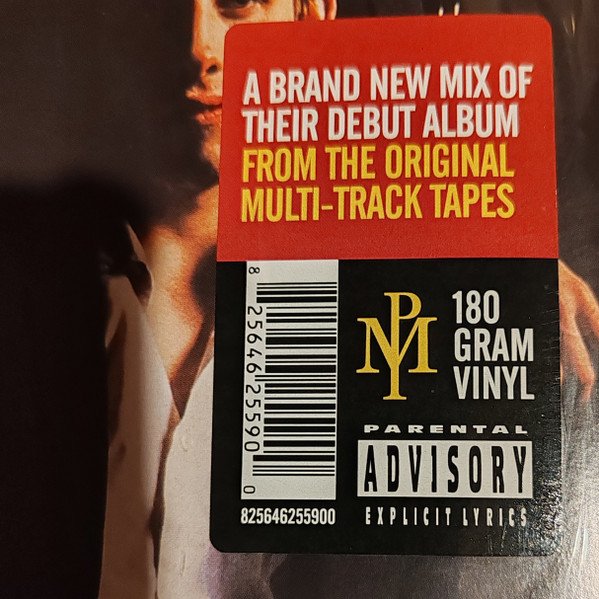 A BRAND NEW MIX OF
THEIR DEBUT ALBUM
FROM THE ORIGINAL
MULTI-TRACK TAPES
8 25646 25590 0
825646255900
PM
180
GRAM
VINYL
PARENTAL
ADVISORY
EXPLICIT LYRICS